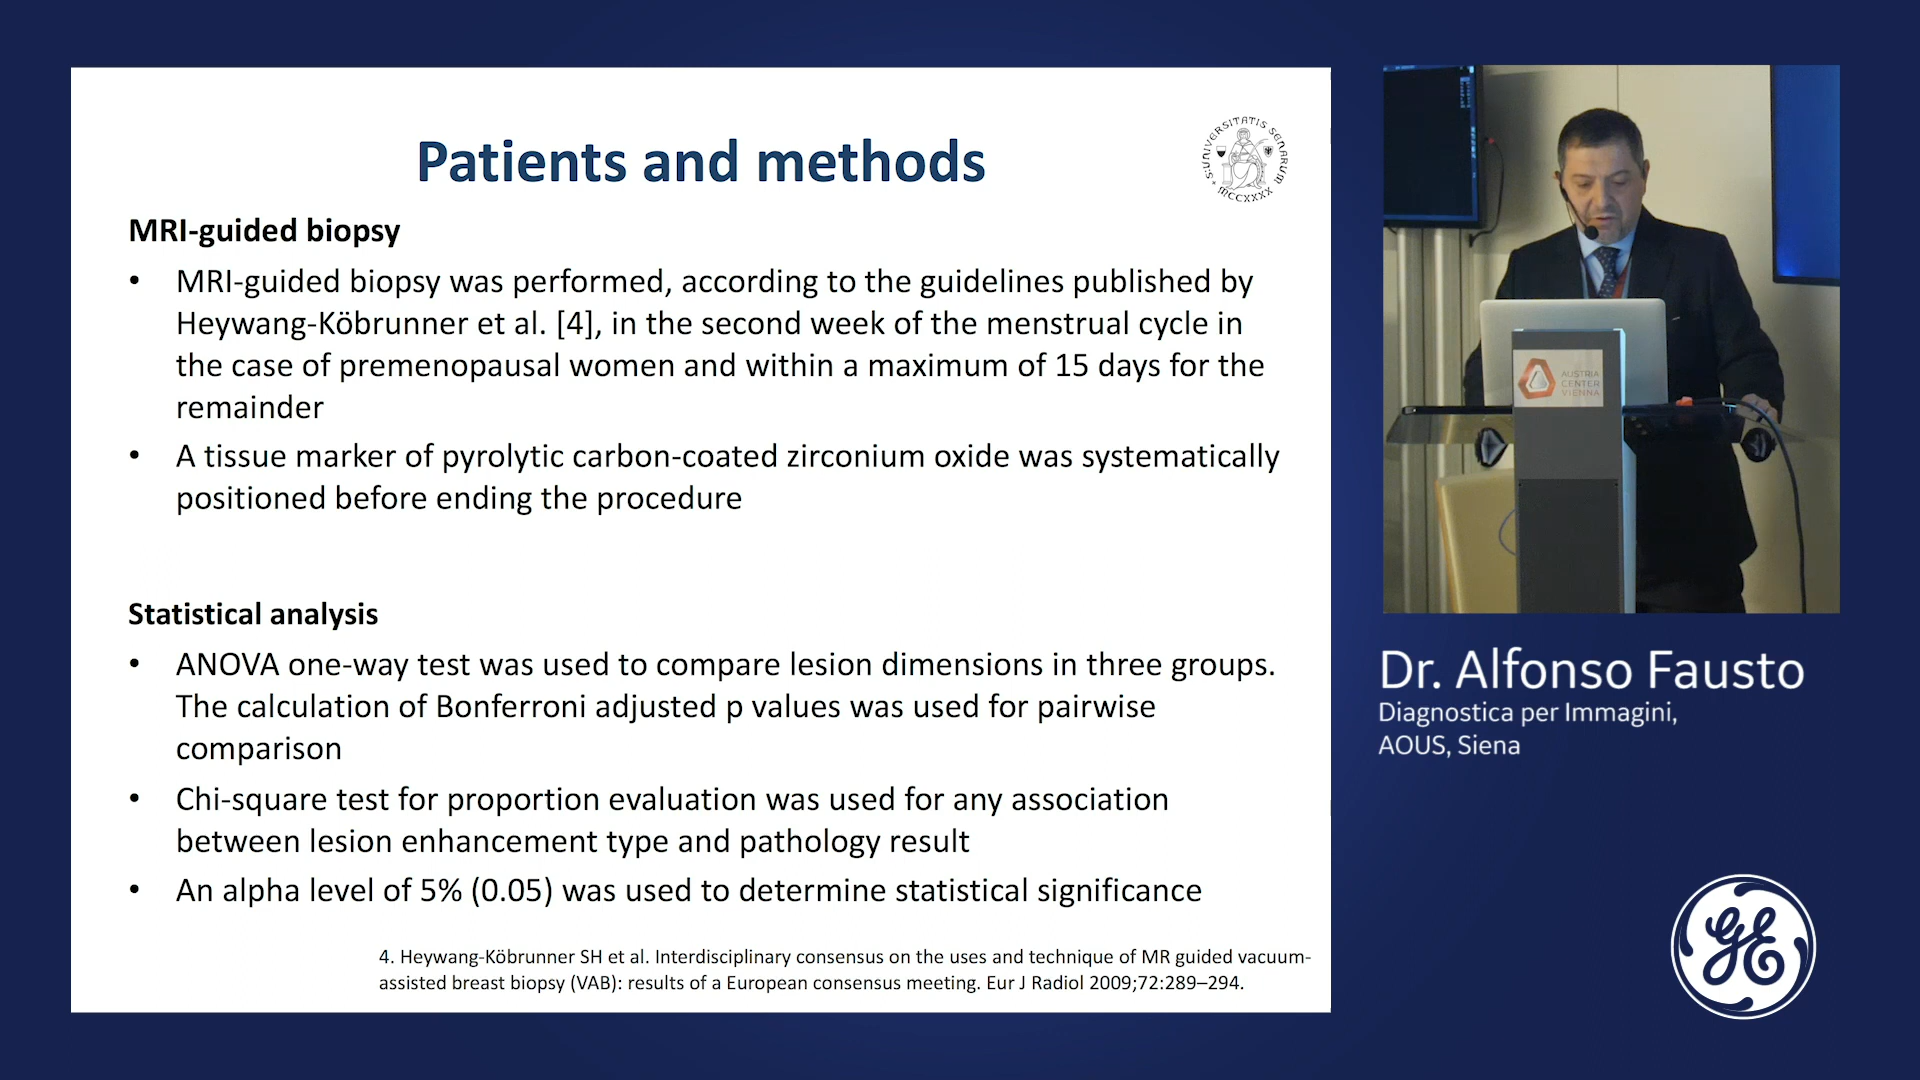 Patients and methods
S·UNIVERSITATIS SENARUM
MCCXXXX
MRI-guided biopsy
• MRI-guided biopsy was performed, according to the guidelines published by
Heywang-Köbrunner et al. [4], in the second week of the menstrual cycle in
the case of premenopausal women and within a maximum of 15 days for the
remainder
• A tissue marker of pyrolytic carbon-coated zirconium oxide was systematically
positioned before ending the procedure
Statistical analysis
• ANOVA one-way test was used to compare lesion dimensions in three groups.
The calculation of Bonferroni adjusted p values was used for pairwise
comparison
• Chi-square test for proportion evaluation was used for any association
between lesion enhancement type and pathology result
• An alpha level of 5% (0.05) was used to determine statistical significance
4. Heywang-Köbrunner SH et al. Interdisciplinary consensus on the uses and technique of MR guided vacuum-
assisted breast biopsy (VAB): results of a European consensus meeting. Eur J Radiol 2009;72:289–294.
AUSTRIA
CENTER
VIENNA
Dr. Alfonso Fausto
Diagnostica per Immagini,
AOUS, Siena
GE